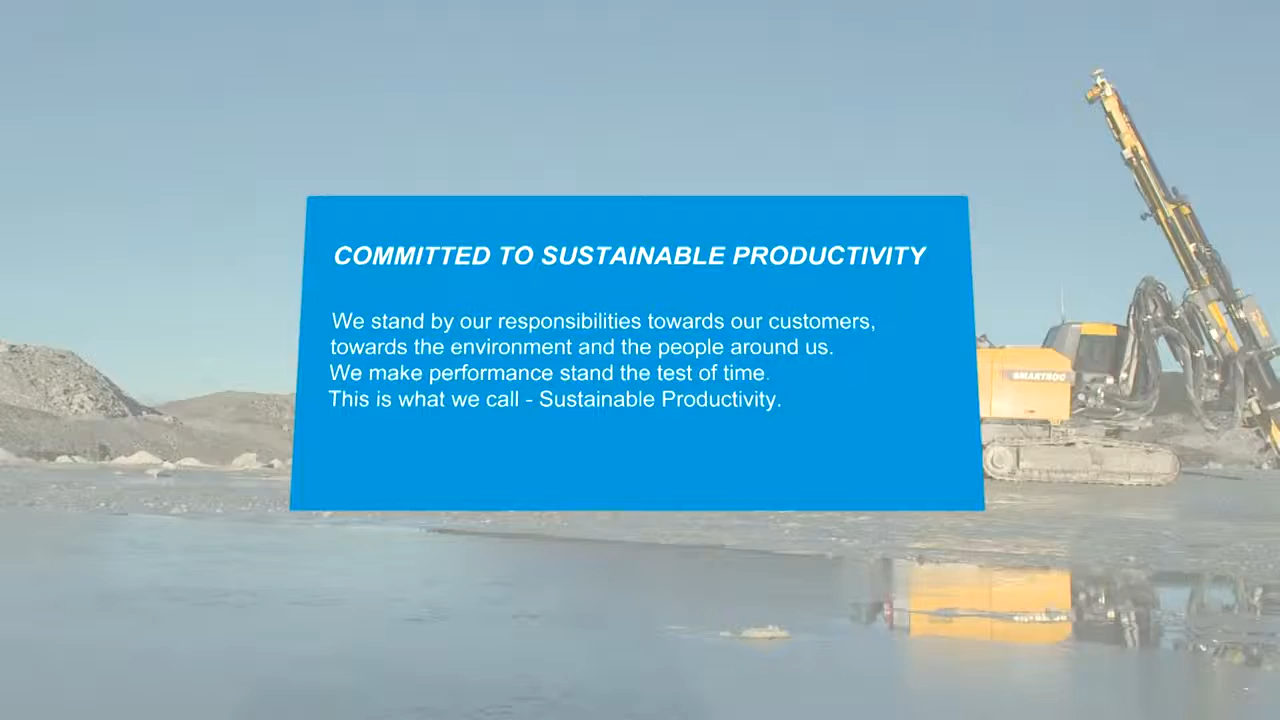 COMMITTED TO SUSTAINABLE PRODUCTIVITY
We stand by our responsibilities towards our customers,
towards the environment and the people around us.
We make performance stand the test of time.
This is what we call - Sustainable Productivity.
SMARTROC